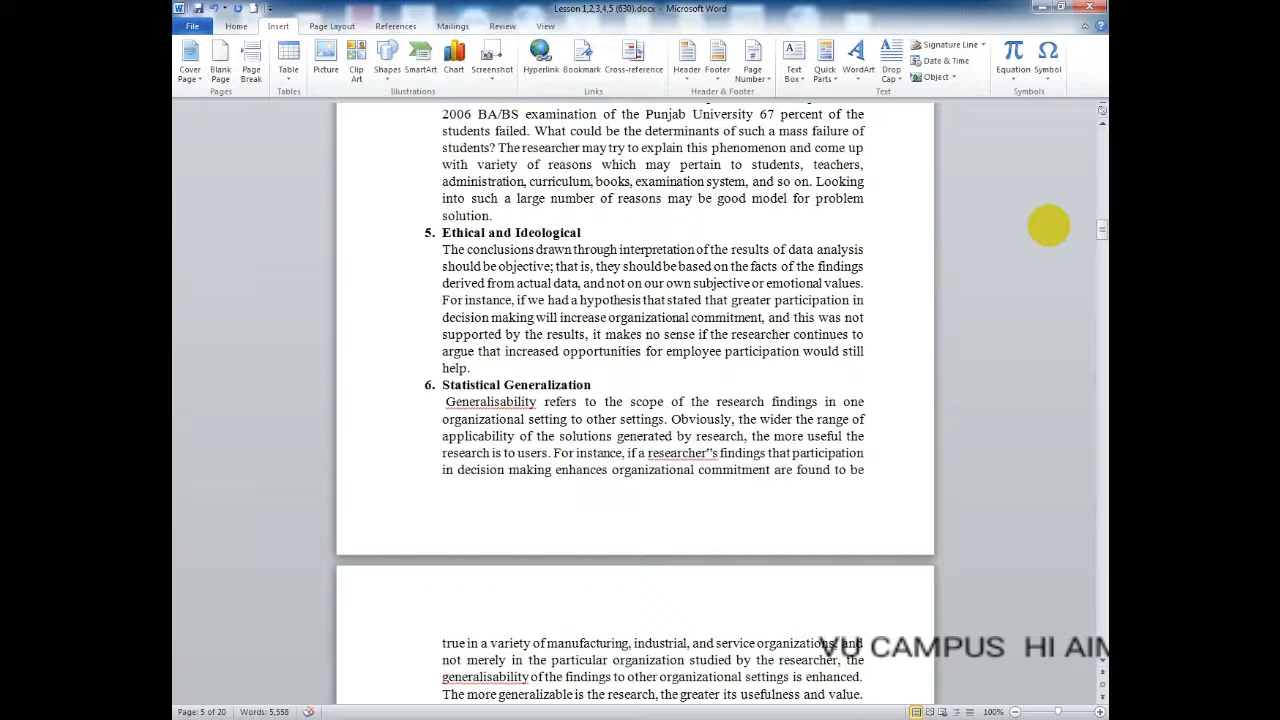 Lesson 1,2,3,4,5 (630).docx - Microsoft Word
File Home Insert Page Layout References Mailings Review View
Cover Page Blank Page Page Break Table Picture Clip Art Shapes SmartArt Chart Screenshot Hyperlink Bookmark Cross-reference Header Footer Page Number Text Box Quick Parts WordArt Drop Cap Signature Line Date & Time Object Equation Symbol
Pages Tables Illustrations Links Header & Footer Text Symbols
2006 BA/BS examination of the Punjab University 67 percent of the
students failed. What could be the determinants of such a mass failure of
students? The researcher may try to explain this phenomenon and come up
with variety of reasons which may pertain to students, teachers,
administration, curriculum, books, examination system, and so on. Looking
into such a large number of reasons may be good model for problem
solution.
5. Ethical and Ideological
The conclusions drawn through interpretation of the results of data analysis
should be objective; that is, they should be based on the facts of the findings
derived from actual data, and not on our own subjective or emotional values.
For instance, if we had a hypothesis that stated that greater participation in
decision making will increase organizational commitment, and this was not
supported by the results, it makes no sense if the researcher continues to
argue that increased opportunities for employee participation would still
help.
6. Statistical Generalization
Generalisability refers to the scope of the research findings in one
organizational setting to other settings. Obviously, the wider the range of
applicability of the solutions generated by research, the more useful the
research is to users. For instance, if a researcher"s findings that participation
in decision making enhances organizational commitment are found to be
true in a variety of manufacturing, industrial, and service organizations, and
not merely in the particular organization studied by the researcher, the
generalisability of the findings to other organizational settings is enhanced.
The more generalizable is the research, the greater its usefulness and value.
VU CAMPUS HI AIM
Page: 5 of 20 Words: 5,558 100%